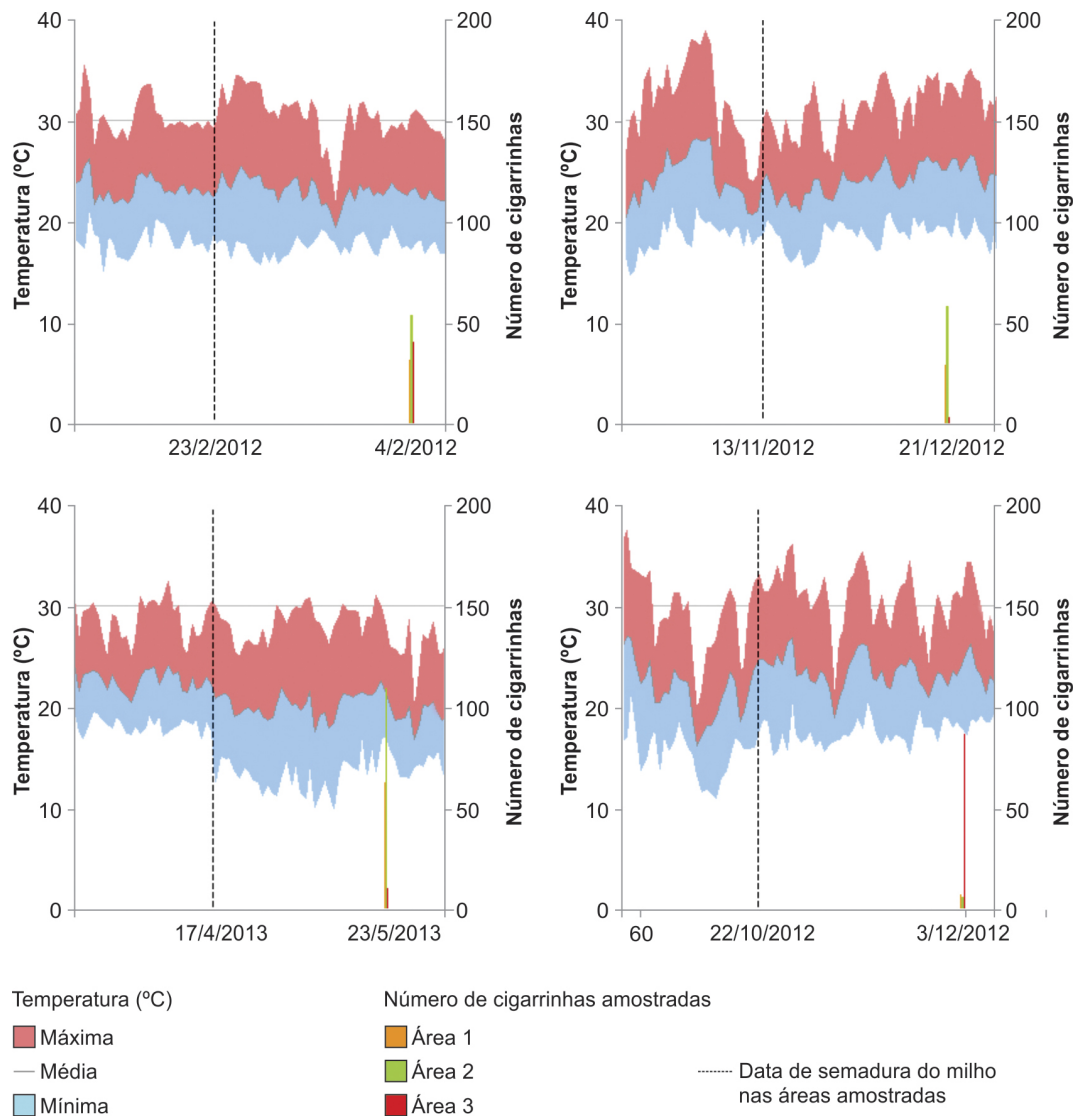 40
200
30
150
20
100
10
50
0
0
Temperatura (ºC)
Número de cigarrinhas
23/2/2012
4/2/2012
40
200
30
150
20
100
10
50
0
0
Temperatura (ºC)
Número de cigarrinhas
13/11/2012
21/12/2012
40
200
30
150
20
100
10
50
0
0
Temperatura (ºC)
Número de cigarrinhas
17/4/2013
23/5/2013
40
200
30
150
20
100
10
50
0
0
Temperatura (ºC)
Número de cigarrinhas
60
22/10/2012
3/12/2012
Temperatura (ºC)
Máxima
Média
Mínima
Número de cigarrinhas amostradas
Área 1
Área 2
Área 3
Data de semadura do milho
nas áreas amostradas